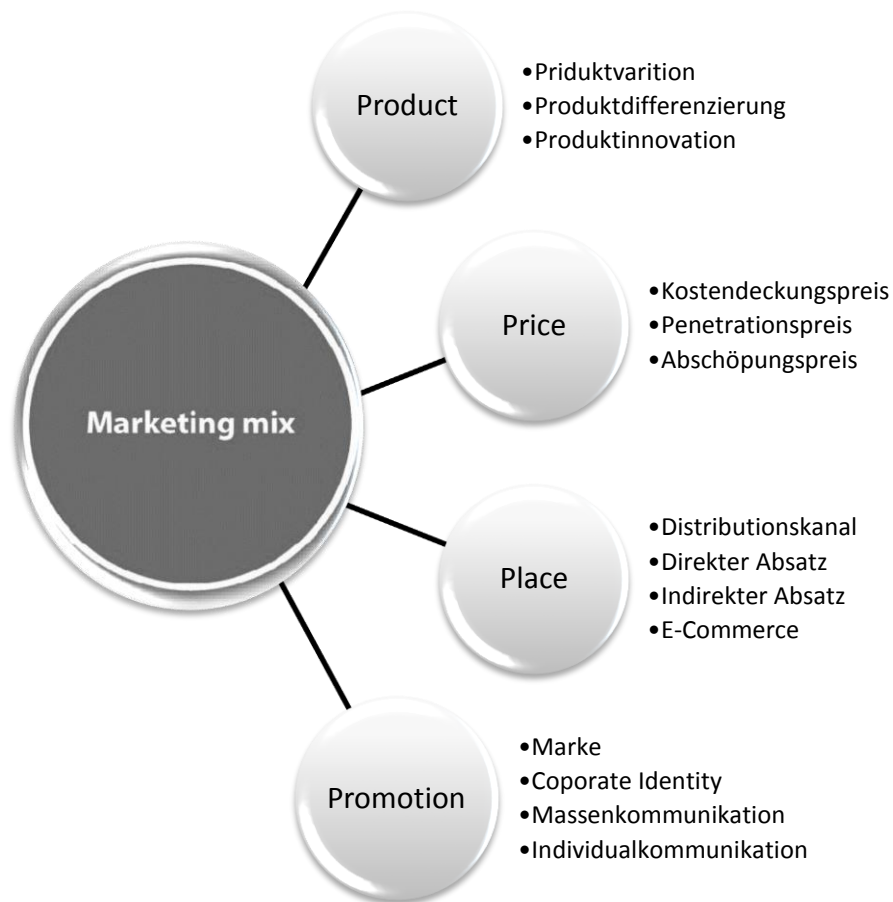 Product
•Priduktvarition
•Produktdifferenzierung
•Produktinnovation
Price
•Kostendeckungspreis
•Penetrationspreis
•Abschöpungspreis
Marketing mix
Place
•Distributionskanal
•Direkter Absatz
•Indirekter Absatz
•E-Commerce
Promotion
•Marke
•Coporate Identity
•Massenkommunikation
•Individualkommunikation